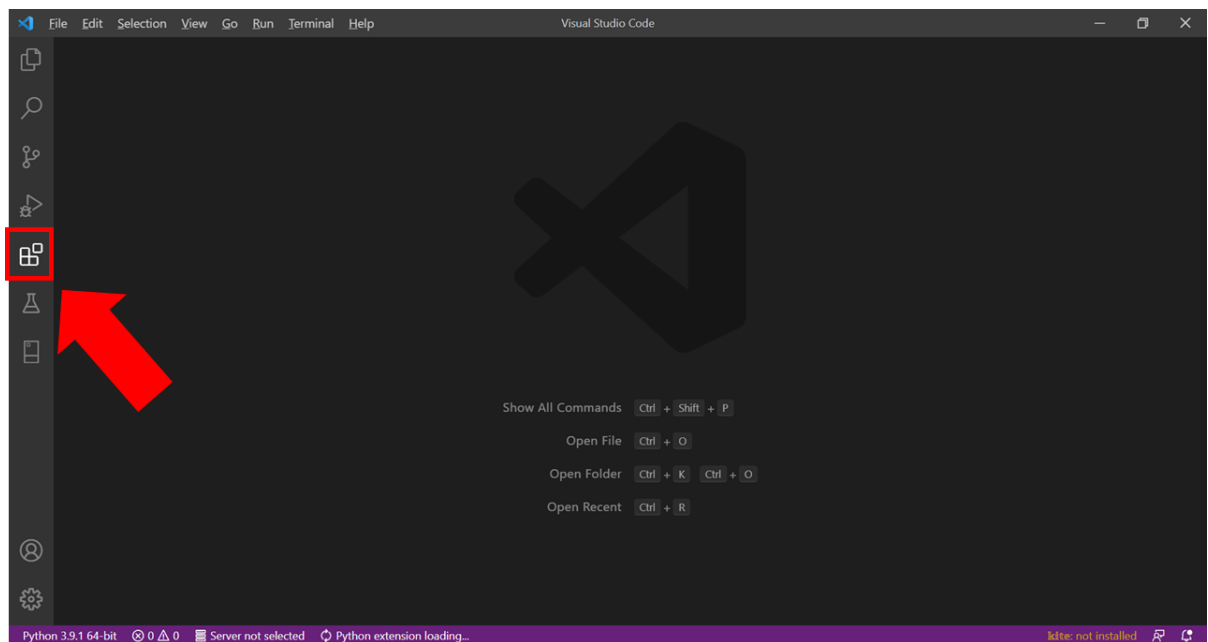 File Edit Selection View Go Run Terminal Help Visual Studio Code
Show All Commands Ctrl + Shift + P
Open File Ctrl + O
Open Folder Ctrl + K Ctrl + O
Open Recent Ctrl + R
Python 3.9.1 64-bit 0 0 Server not selected Python extension loading... kite: not installed